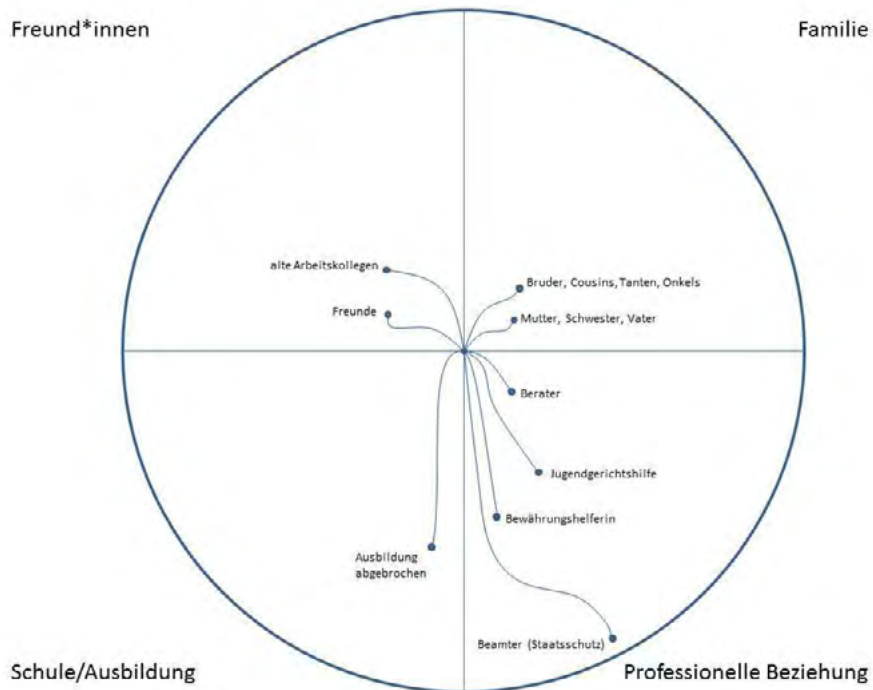 Freund*innen
Familie
alte Arbeitskollegen
Bruder, Cousins, Tanten, Onkels
Freunde
Mutter, Schwester, Vater
Berater
Jugendgerichtshilfe
Bewährungshelferin
Ausbildung
abgebrochen
Beamter (Staatsschutz)
Schule/Ausbildung
Professionelle Beziehung